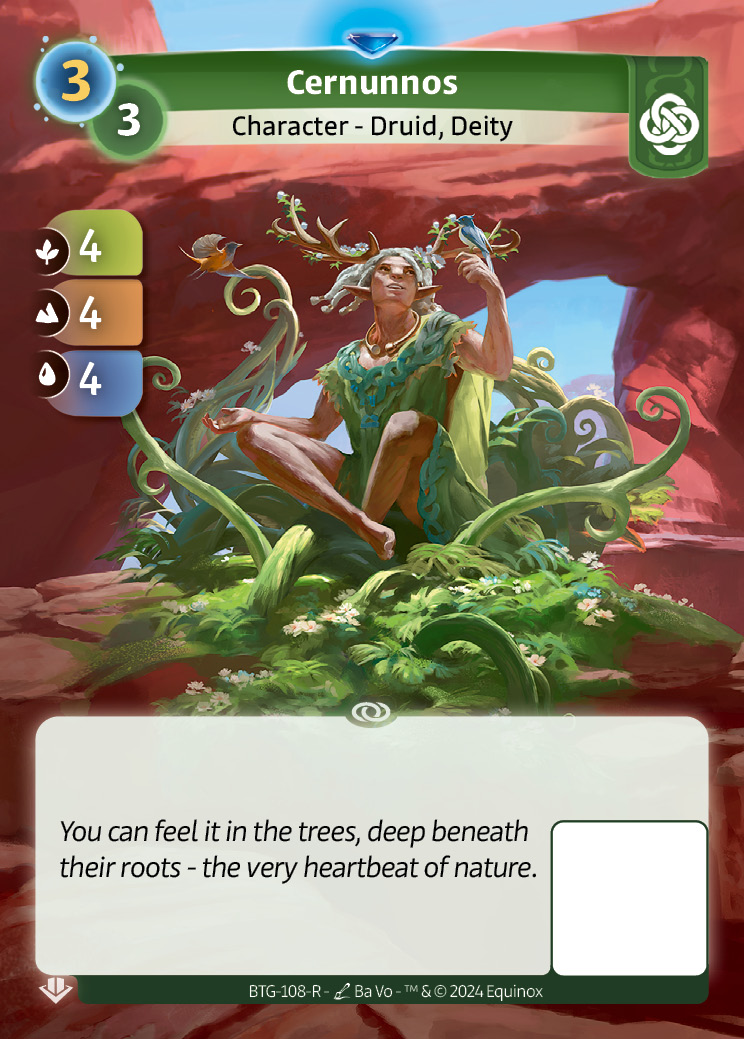 3
Cernunnos
3
Character - Druid, Deity
4
4
4
You can feel it in the trees, deep beneath
their roots - the very heartbeat of nature.
BTG-108-R - Ba Vo - ™ & © 2024 Equinox